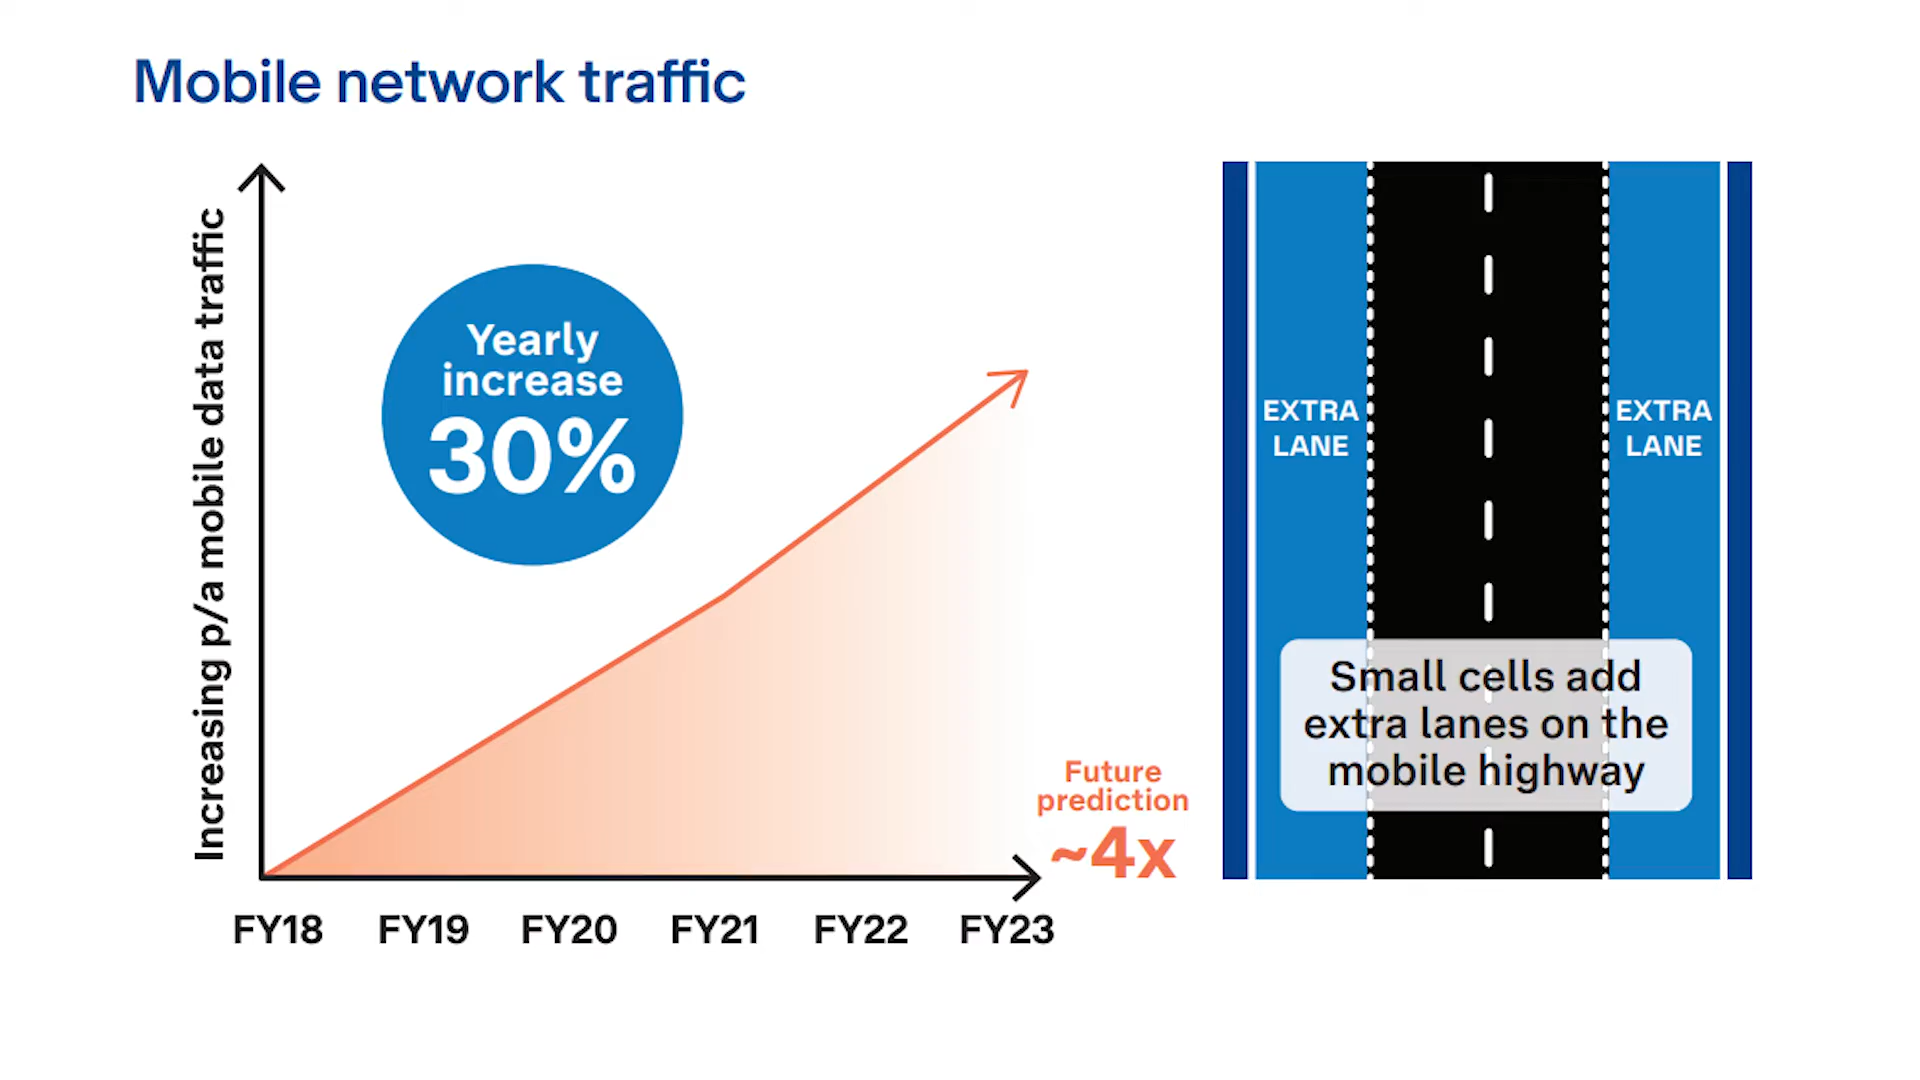 Mobile network traffic
Increasing p/a mobile data traffic
Yearly
increase
30%
Future
prediction
~4x
FY18 FY19 FY20 FY21 FY22 FY23
EXTRA
LANE
EXTRA
LANE
Small cells add
extra lanes on the
mobile highway